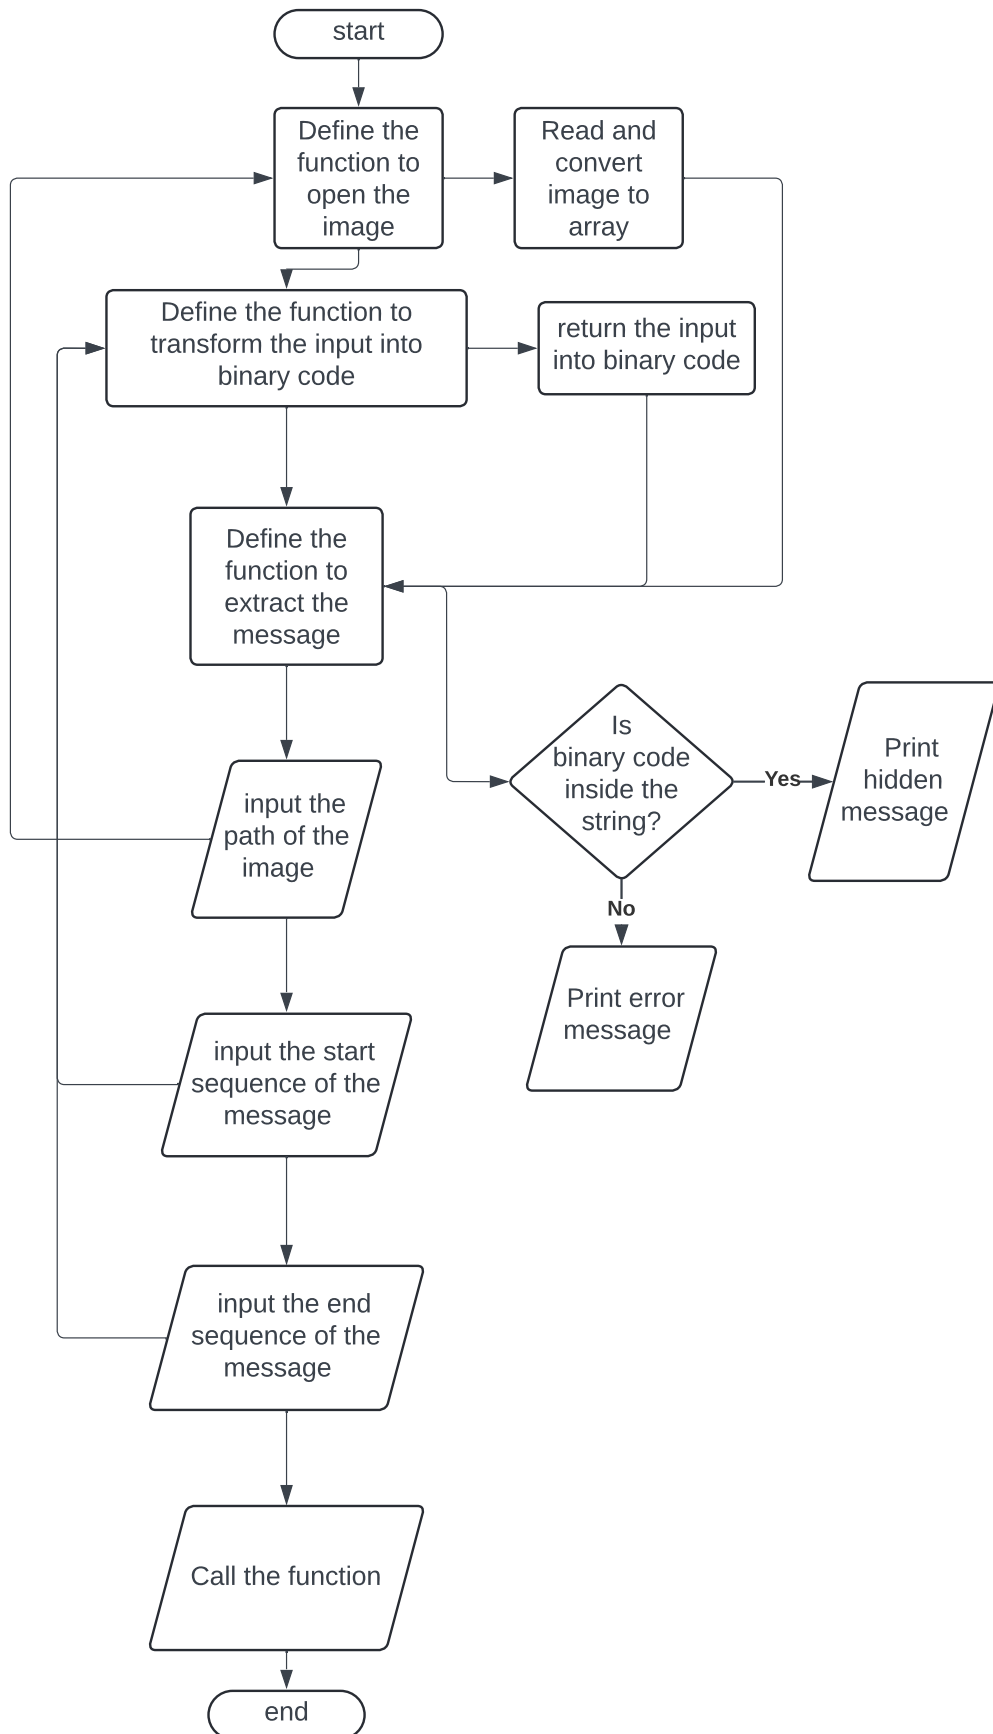 start
Define the
function to
open the
image
Read and
convert
image to
array
Define the function to
transform the input into
binary code
return the input
into binary code
Define the
function to
extract the
message
Is
binary code
inside the
string?
Yes
Print
hidden
message
No
Print error
message
input the
path of the
image
input the start
sequence of the
message
input the end
sequence of the
message
Call the function
end